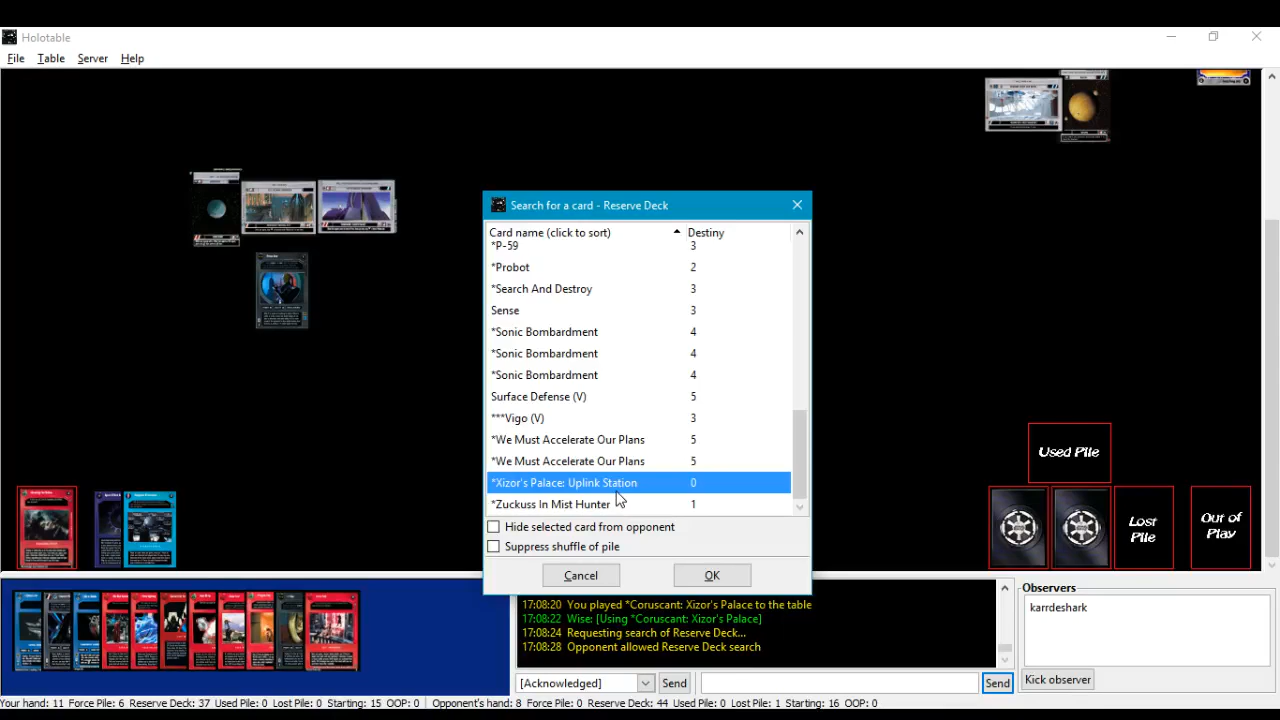 Holotable
File Table Server Help
Search for a card - Reserve Deck
Card name (click to sort) Destiny
*P-59 3
*Probot 2
*Search And Destroy 3
Sense 3
*Sonic Bombardment 4
*Sonic Bombardment 4
*Sonic Bombardment 4
Surface Defense (V) 5
***Vigo (V) 3
*We Must Accelerate Our Plans 5
*We Must Accelerate Our Plans 5
*Xizor's Palace: Uplink Station 0
*Zuckuss In Mist Hunter 1
Hide selected card from opponent
Suppress shuffle of pile
Cancel OK
Used Pile
Lost Pile
Out of Play
17:08:20 You played *Coruscant: Xizor's Palace to the table
17:08:22 Wise: [Using *Coruscant: Xizor's Palace]
17:08:24 Requesting search of Reserve Deck...
17:08:28 Opponent allowed Reserve Deck search
[Acknowledged] Send Send
Observers
karrdeshark
Kick observer
Your hand: 11 Force Pile: 6 Reserve Deck: 37 Used Pile: 0 Lost Pile: 0 Starting: 15 OOP: 0 Opponent's hand: 8 Force Pile: 0 Reserve Deck: 44 Used Pile: 0 Lost Pile: 1 Starting: 16 OOP: 0